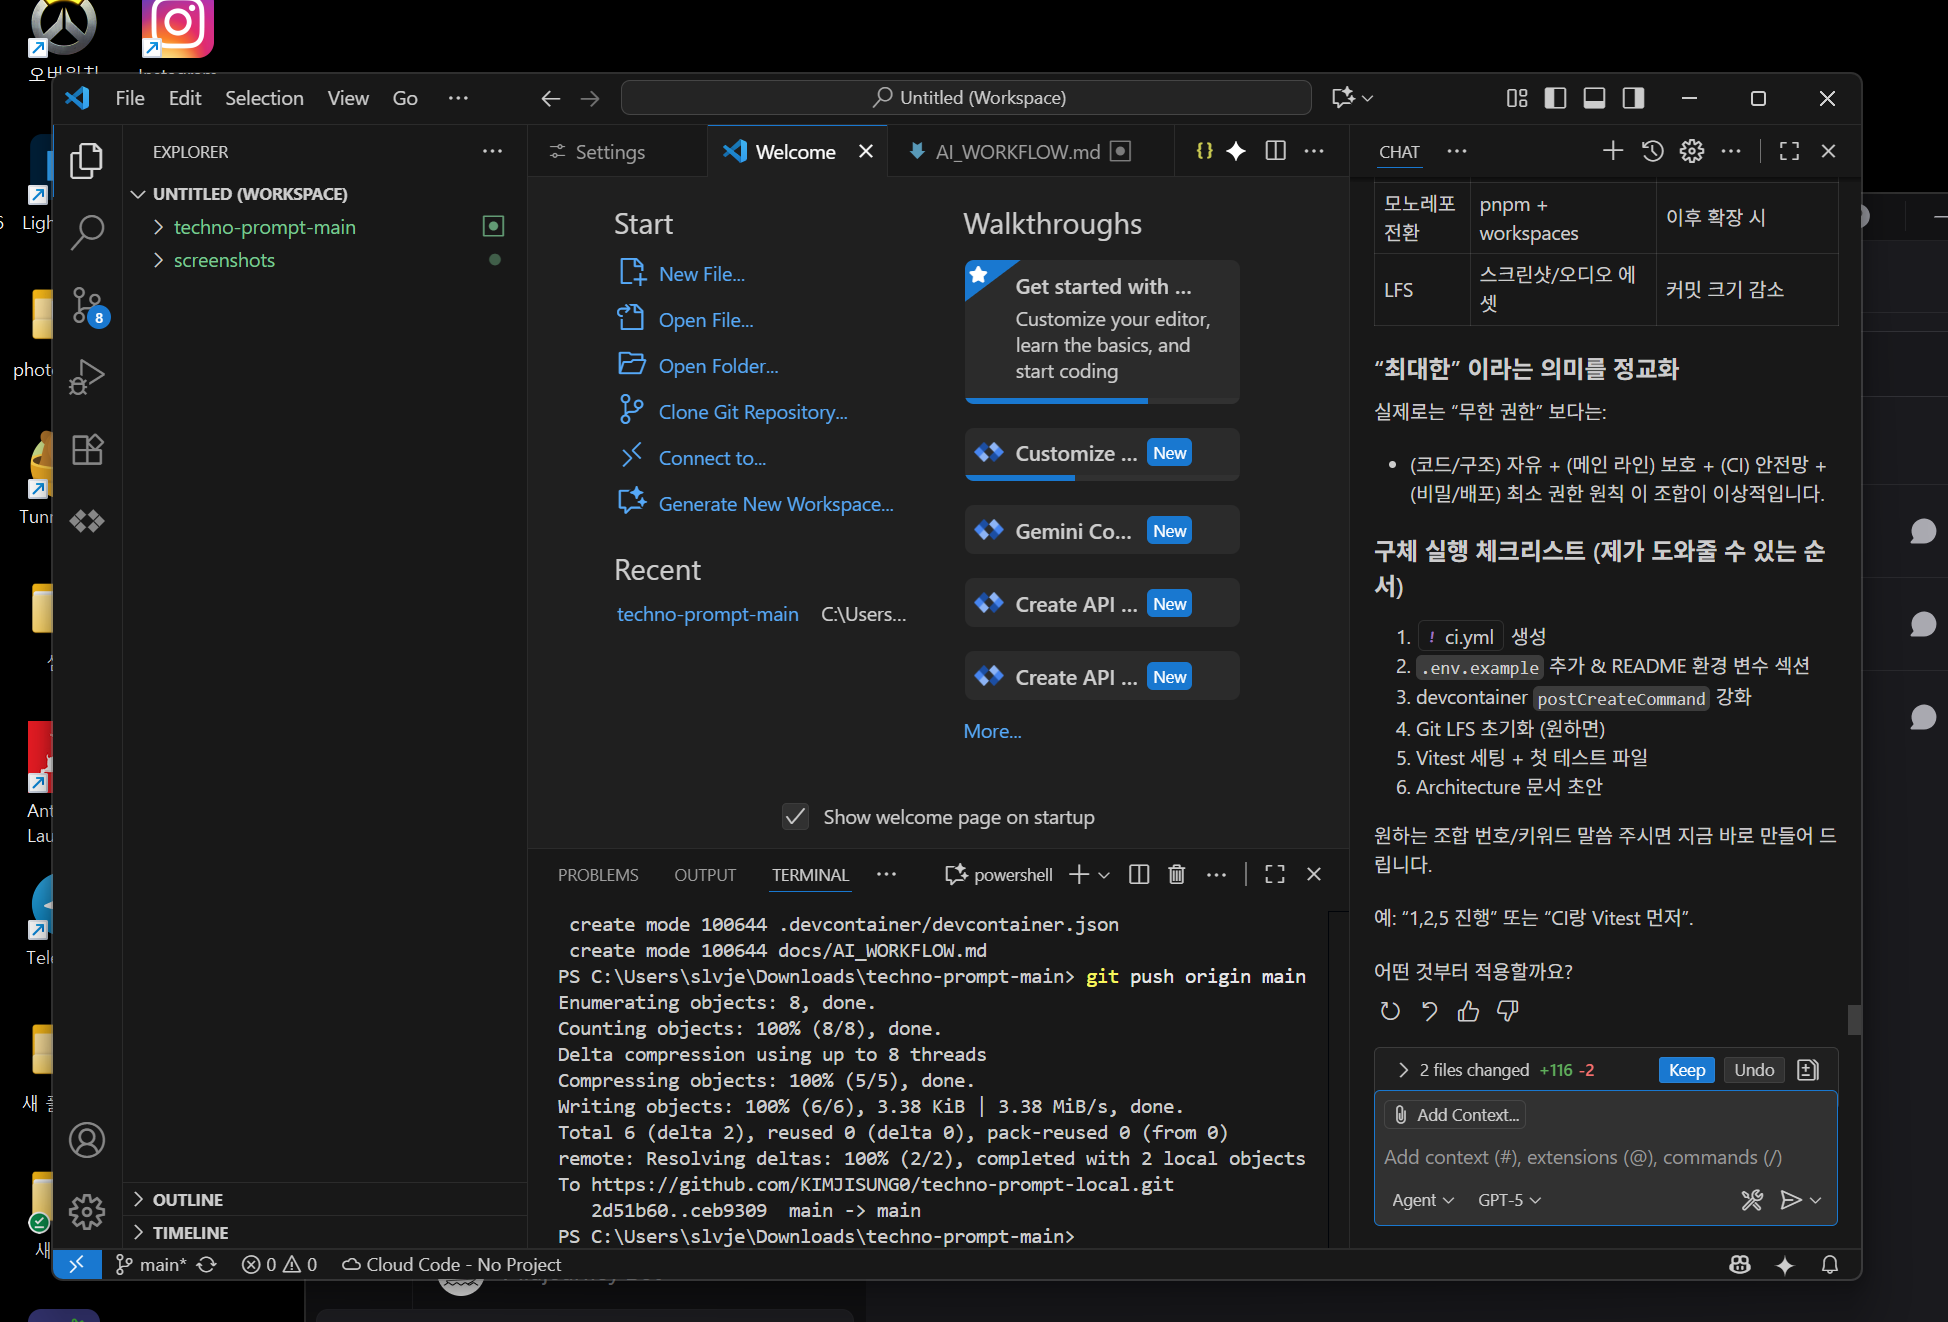 오버워치
Instagram
File Edit Selection View Go ···
Untitled (Workspace)
EXPLORER
UNTITLED (WORKSPACE)
techno-prompt-main
screenshots
8
OUTLINE
TIMELINE
Settings
Welcome
AI_WORKFLOW.md
Start
New File...
Open File...
Open Folder...
Clone Git Repository...
Connect to...
Generate New Workspace...
Recent
techno-prompt-main C:\Users...
Walkthroughs
Get started with ...
Customize your editor,
learn the basics, and
start coding
Customize ... New
Gemini Co... New
Create API ... New
Create API ... New
More...
Show welcome page on startup
PROBLEMS OUTPUT TERMINAL ··· powershell
create mode 100644 .devcontainer/devcontainer.json
create mode 100644 docs/AI_WORKFLOW.md
PS C:\Users\slvje\Downloads\techno-prompt-main> git push origin main
Enumerating objects: 8, done.
Counting objects: 100% (8/8), done.
Delta compression using up to 8 threads
Compressing objects: 100% (5/5), done.
Writing objects: 100% (6/6), 3.38 KiB | 3.38 MiB/s, done.
Total 6 (delta 2), reused 0 (delta 0), pack-reused 0 (from 0)
remote: Resolving deltas: 100% (2/2), completed with 2 local objects
To https://github.com/KIMJISUNG0/techno-prompt-local.git
2d51b60..ceb9309 main -> main
PS C:\Users\slvje\Downloads\techno-prompt-main>
CHAT
모노레포 전환 pnpm + workspaces 이후 확장 시
LFS 스크린샷/오디오 에셋 커밋 크기 감소
“최대한” 이라는 의미를 정교화
실제로는 “무한 권한” 보다는:
• (코드/구조) 자유 + (메인 라인) 보호 + (CI) 안전망 +
(비밀/배포) 최소 권한 원칙 이 조합이 이상적입니다.
구체 실행 체크리스트 (제가 도와줄 수 있는 순
서)
1. ! ci.yml 생성
2. .env.example 추가 & README 환경 변수 섹션
3. devcontainer postCreateCommand 강화
4. Git LFS 초기화 (원하면)
5. Vitest 세팅 + 첫 테스트 파일
6. Architecture 문서 초안
원하는 조합 번호/키워드 말씀 주시면 지금 바로 만들어 드
립니다.
예: “1,2,5 진행” 또는 “CI랑 Vitest 먼저”.
어떤 것부터 적용할까요?
2 files changed +116 -2 Keep Undo
Add Context...
Add context (#), extensions (@), commands (/)
Agent GPT-5
main* 0 0 Cloud Code - No Project